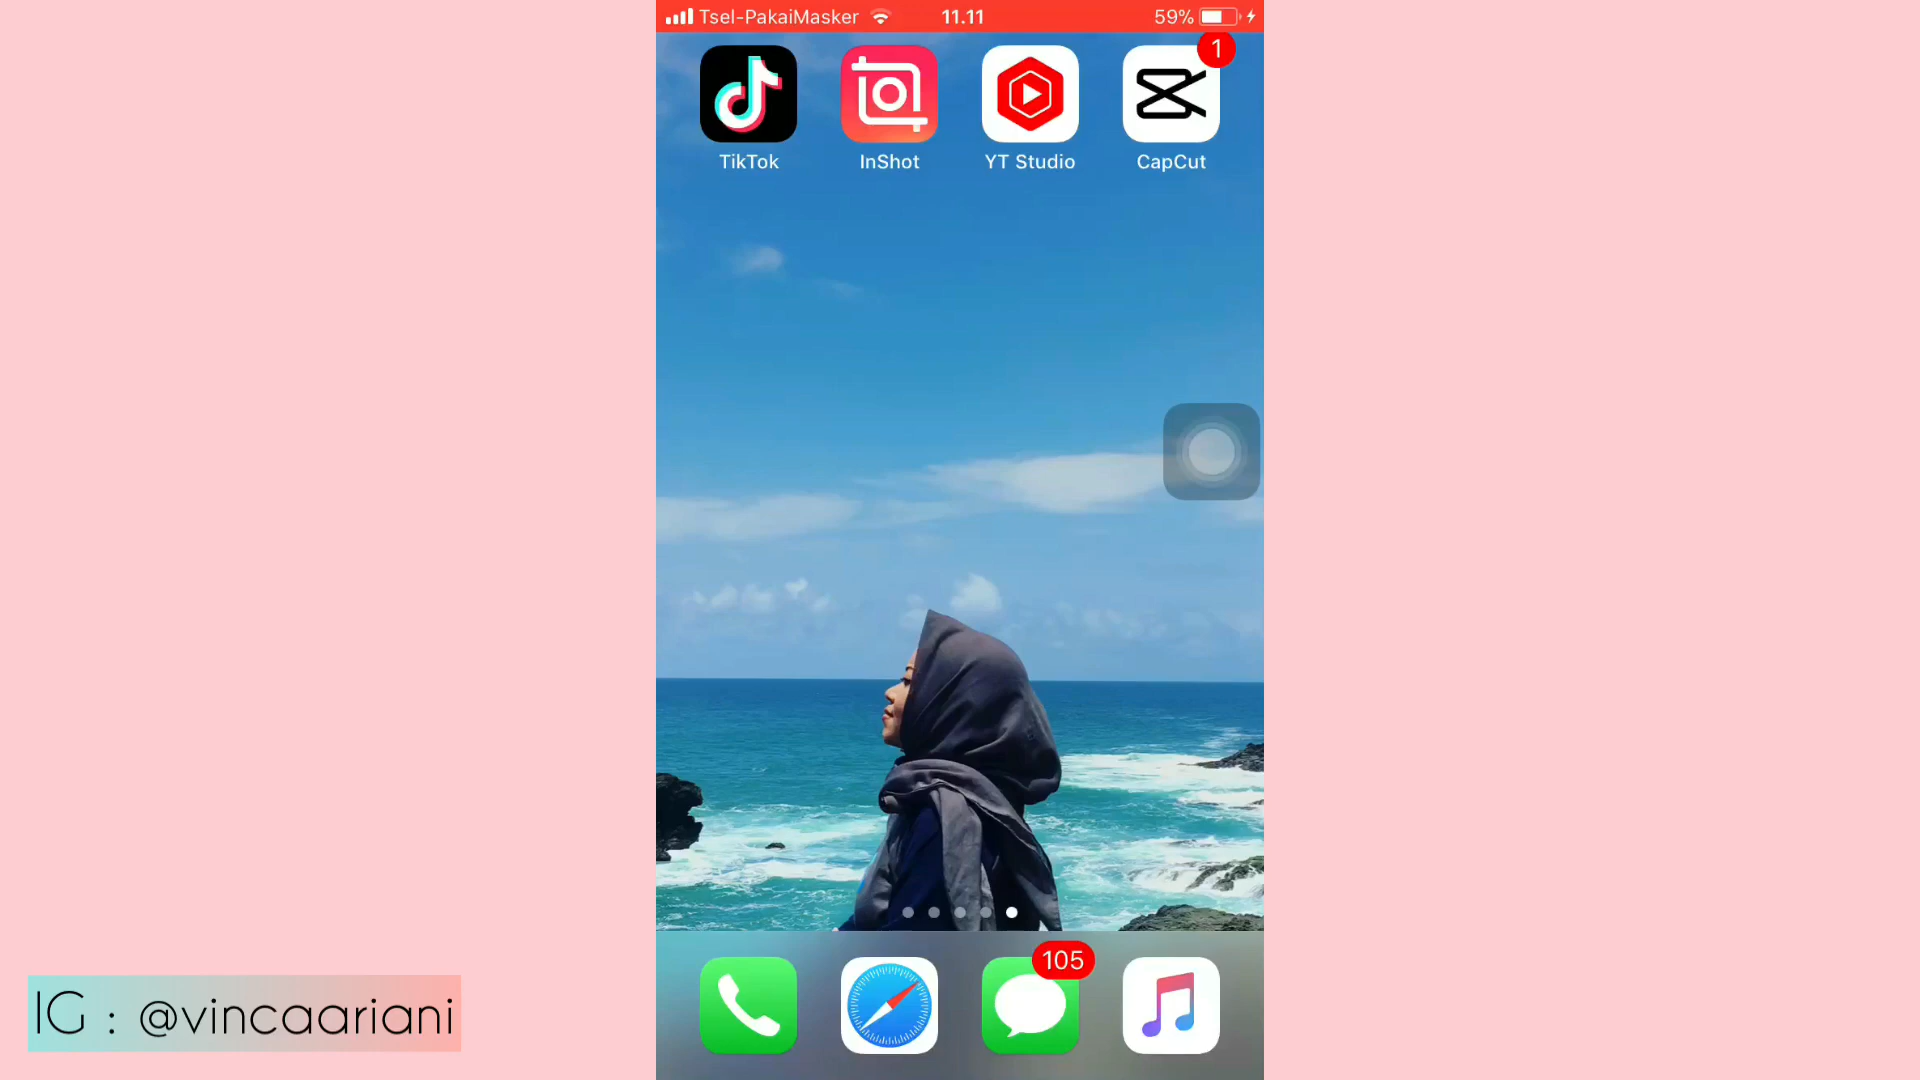 Tsel-PakaiMasker 11.11 59%
1
TikTok InShot YT Studio CapCut
105
IG : @vincaariani